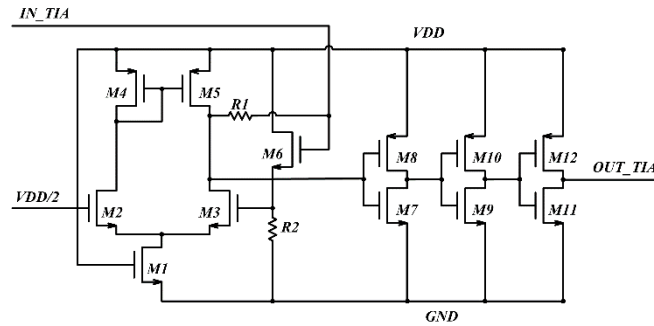 IN_TIA
VDD
M4
M5
R1
M6
M8
M10
M12
OUT_TIA
VDD/2
M2
M3
R2
M7
M9
M11
M1
GND